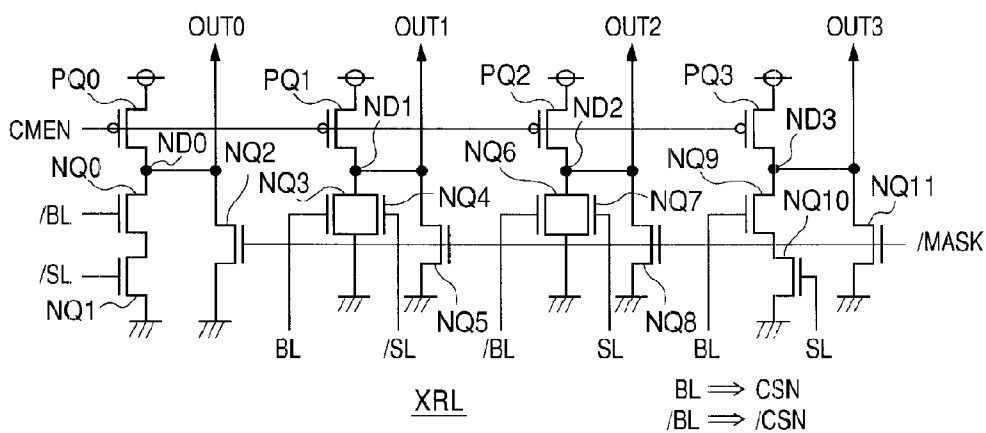 OUT0 OUT1 OUT2 OUT3
PQ0 PQ1 PQ2 PQ3
CMEN ND0 ND1 ND2 ND3
NQ0 NQ2 NQ3 NQ4 NQ6 NQ7 NQ9 NQ10 NQ11
/BL /MASK
/SL
NQ1 NQ5 NQ8
BL /SL /BL SL BL SL
XRL
BL ⇒ CSN
/BL ⇒ /CSN